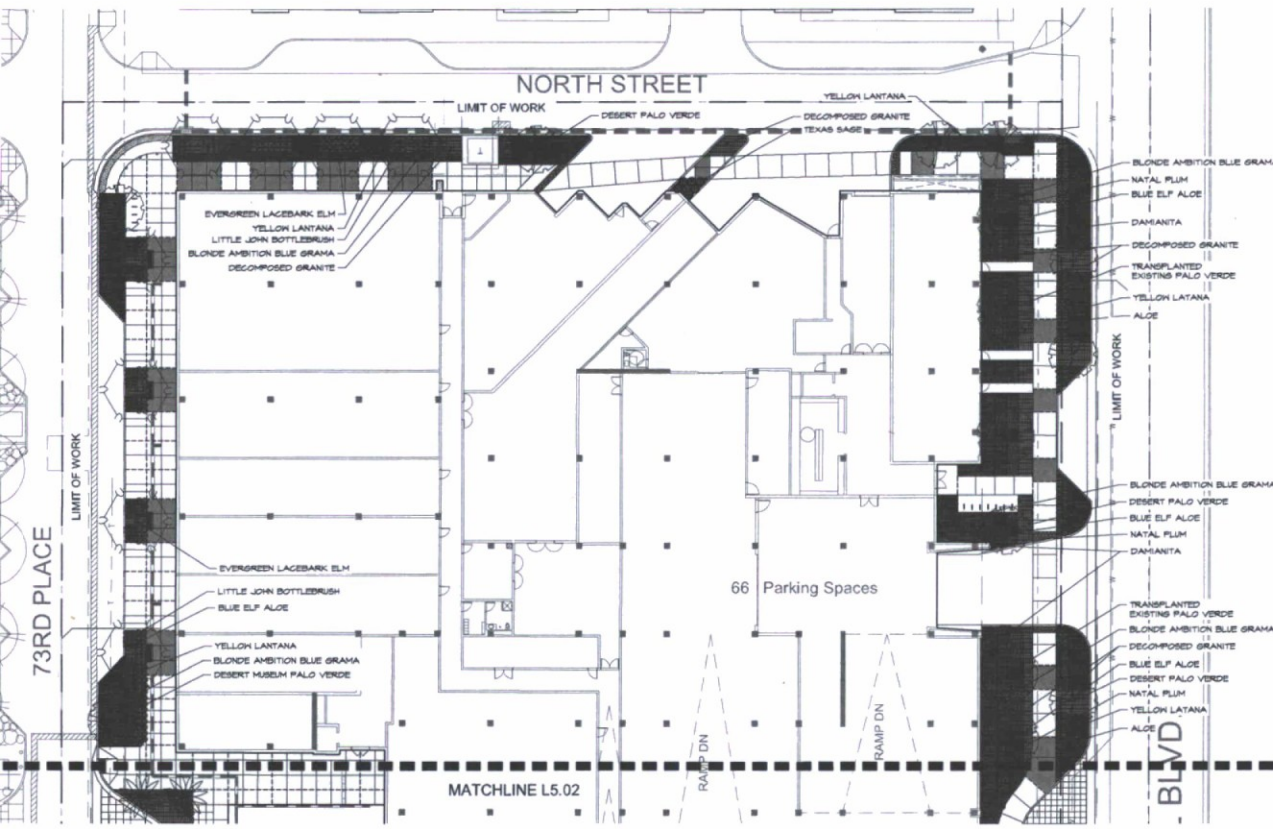 NORTH STREET
LIMIT OF WORK
YELLOW LANTANA
DESERT PALO VERDE
DECOMPOSED GRANITE
TEXAS SAGE
EVERGREEN LACEBARK ELM
YELLOW LANTANA
LITTLE JOHN BOTTLEBRUSH
BLONDE AMBITION BLUE GRAMA
DECOMPOSED GRANITE
BLONDE AMBITION BLUE GRAMA
NATAL PLUM
BLUE ELF ALOE
DAMIANITA
DECOMPOSED GRANITE
TRANSPLANTED
EXISTING PALO VERDE
YELLOW LATANA
ALOE
LIMIT OF WORK
LIMIT OF WORK
73RD PLACE
BLONDE AMBITION BLUE GRAMA
DESERT PALO VERDE
BLUE ELF ALOE
NATAL PLUM
DAMIANITA
EVERGREEN LACEBARK ELM
LITTLE JOHN BOTTLEBRUSH
BLUE ELF ALOE
YELLOW LANTANA
BLONDE AMBITION BLUE GRAMA
DESERT MUSEUM PALO VERDE
66 Parking Spaces
RAMP DN
RAMP DN
TRANSPLANTED
EXISTING PALO VERDE
BLONDE AMBITION BLUE GRAMA
DECOMPOSED GRANITE
BLUE ELF ALOE
DESERT PALO VERDE
NATAL PLUM
YELLOW LATANA
ALOE
BLVD
MATCHLINE L5.02